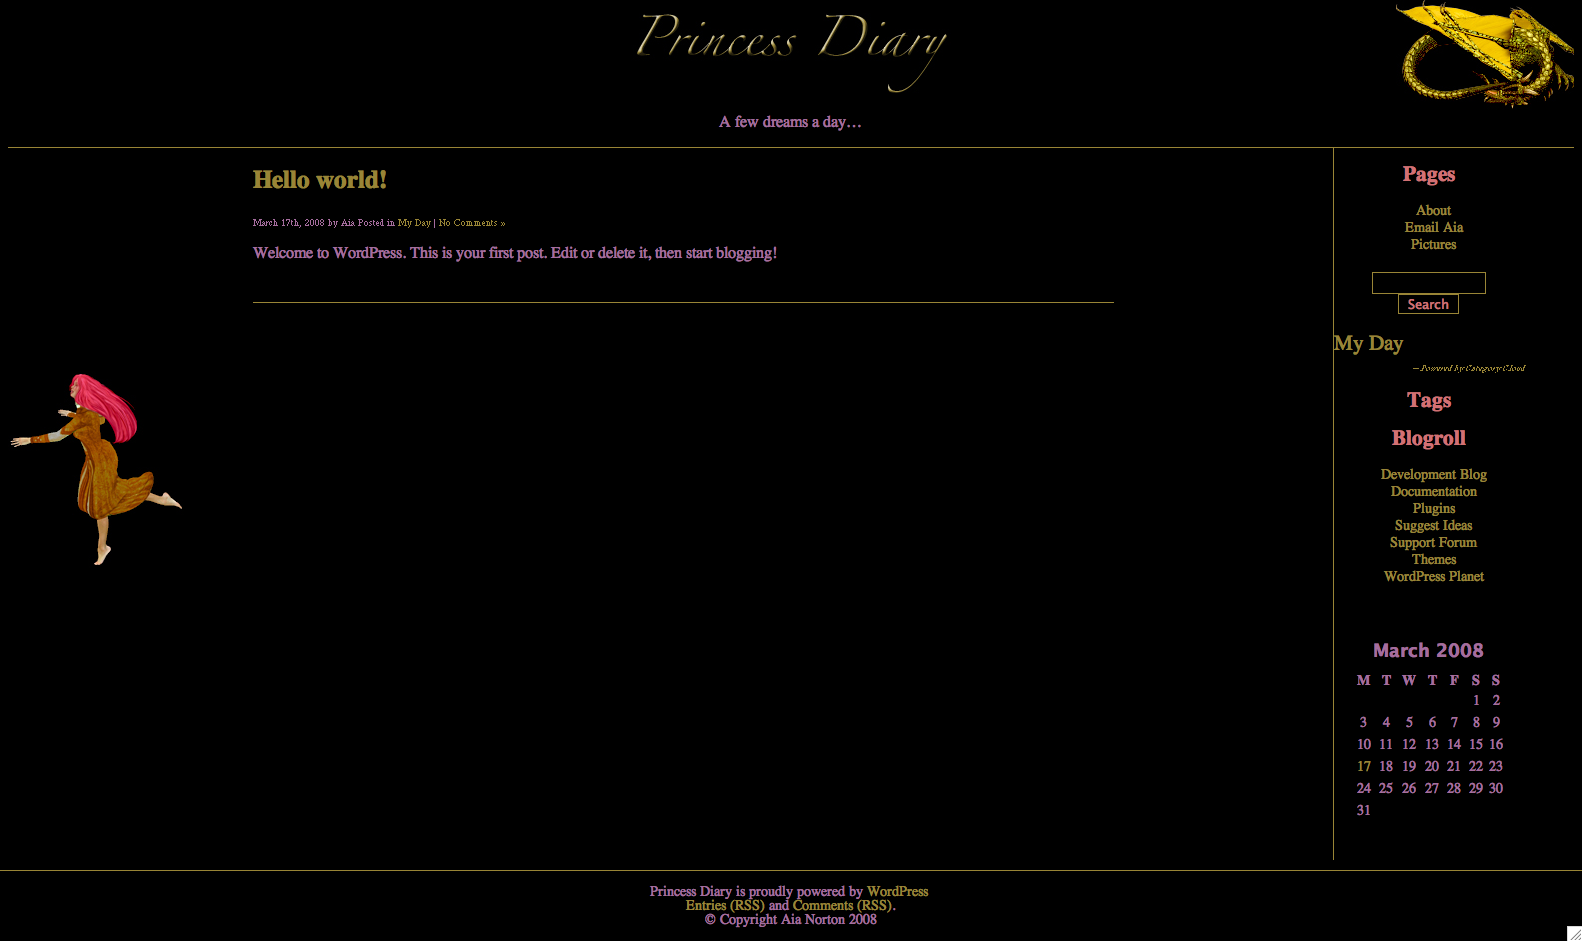 Princess Diary
A few dreams a day…
Hello world!
March 17th, 2008 by Aia Posted in My Day | No Comments »
Welcome to WordPress. This is your first post. Edit or delete it, then start blogging!
Pages
About
Email Aia
Pictures
Search
My Day
— Powered by Category Cloud
Tags
Blogroll
Development Blog
Documentation
Plugins
Suggest Ideas
Support Forum
Themes
WordPress Planet
March 2008
M T W T F S S
1 2
3 4 5 6 7 8 9
10 11 12 13 14 15 16
17 18 19 20 21 22 23
24 25 26 27 28 29 30
31
Princess Diary is proudly powered by WordPress
Entries (RSS) and Comments (RSS).
© Copyright Aia Norton 2008